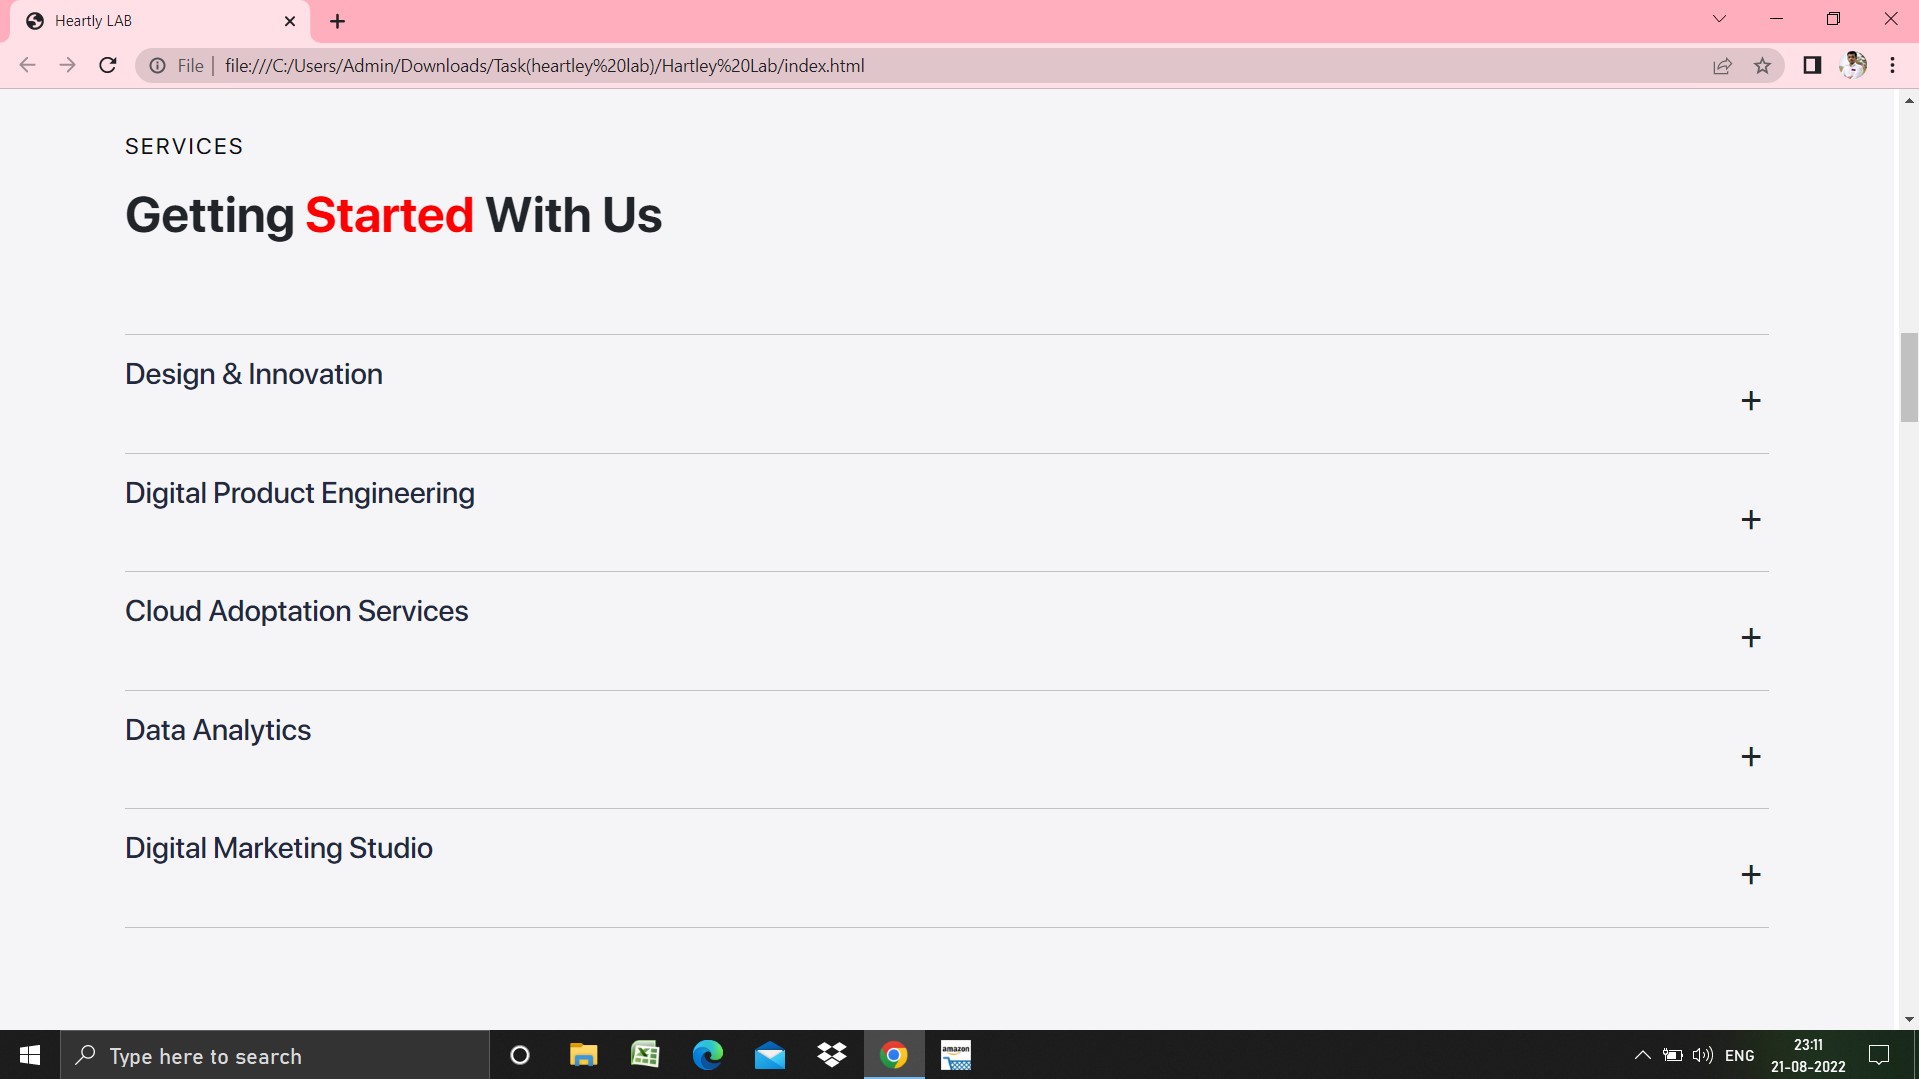 Heartly LAB
File | file:///C:/Users/Admin/Downloads/Task(heartley%20lab)/Hartley%20Lab/index.html
SERVICES
Getting Started With Us
Design & Innovation
+
Digital Product Engineering
+
Cloud Adoptation Services
+
Data Analytics
+
Digital Marketing Studio
+
Type here to search
amazon
ENG
23:11
21-08-2022